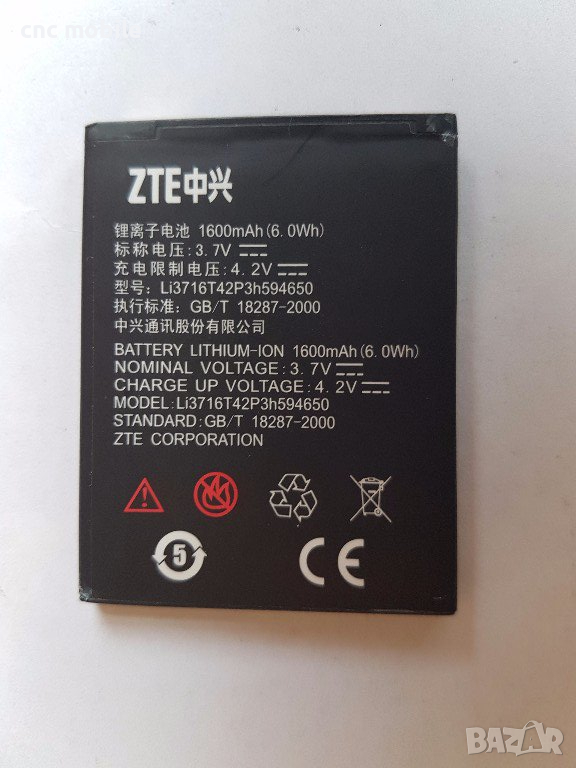 cnc mobile
ZTE中兴
锂离子电池 1600mAh(6.0Wh)
标称电压:3.7V
充电限制电压:4.2V
型号:Li3716T42P3h594650
执行标准: GB/T 18287-2000
中兴通讯股份有限公司
BATTERY LITHIUM-ION 1600mAh(6.0Wh)
NOMINAL VOLTAGE:3.7V
CHARGE UP VOLTAGE:4.2V
MODEL:Li3716T42P3h594650
STANDARD:GB/T 18287-2000
ZTE CORPORATION
5
CE
BAZAR